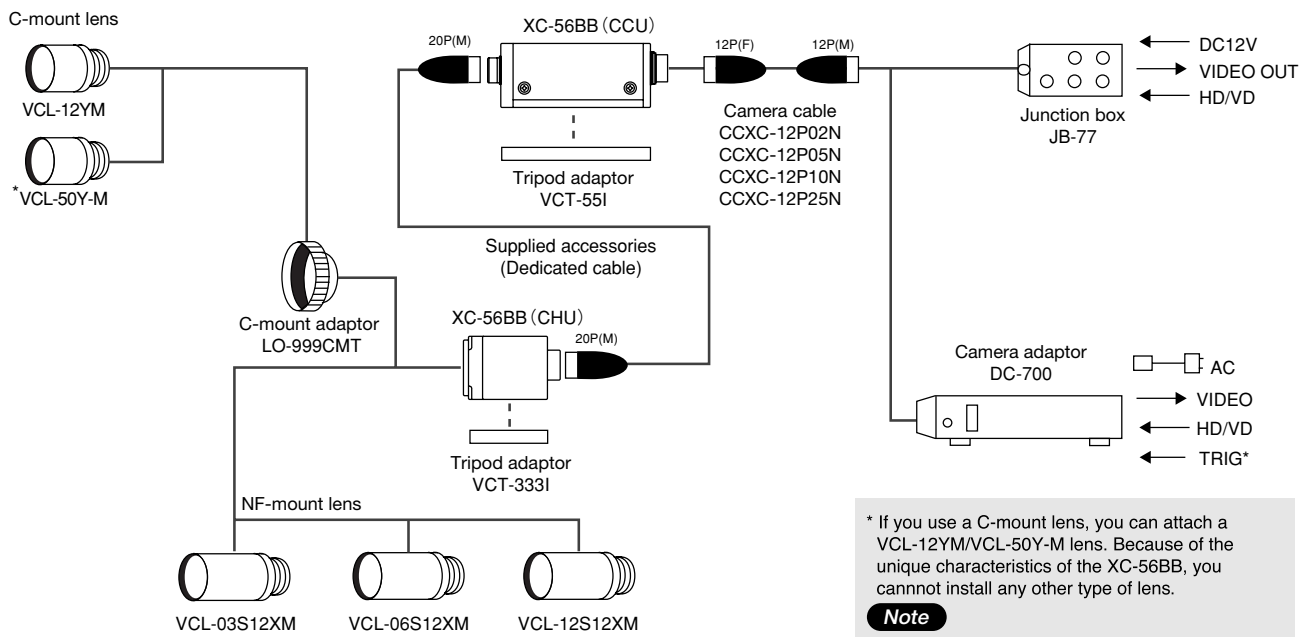 C-mount lens
VCL-12YM
*VCL-50Y-M
C-mount adaptor
LO-999CMT
20P(M)
XC-56BB (CCU)
12P(F)
12P(M)
Tripod adaptor
VCT-55I
Camera cable
CCXC-12P02N
CCXC-12P05N
CCXC-12P10N
CCXC-12P25N
DC12V
VIDEO OUT
HD/VD
Junction box
JB-77
Supplied accessories
(Dedicated cable)
XC-56BB (CHU)
20P(M)
Tripod adaptor
VCT-333I
Camera adaptor
DC-700
AC
VIDEO
HD/VD
TRIG*
NF-mount lens
VCL-03S12XM
VCL-06S12XM
VCL-12S12XM
* If you use a C-mount lens, you can attach a
VCL-12YM/VCL-50Y-M lens. Because of the
unique characteristics of the XC-56BB, you
cannnot install any other type of lens.
Note